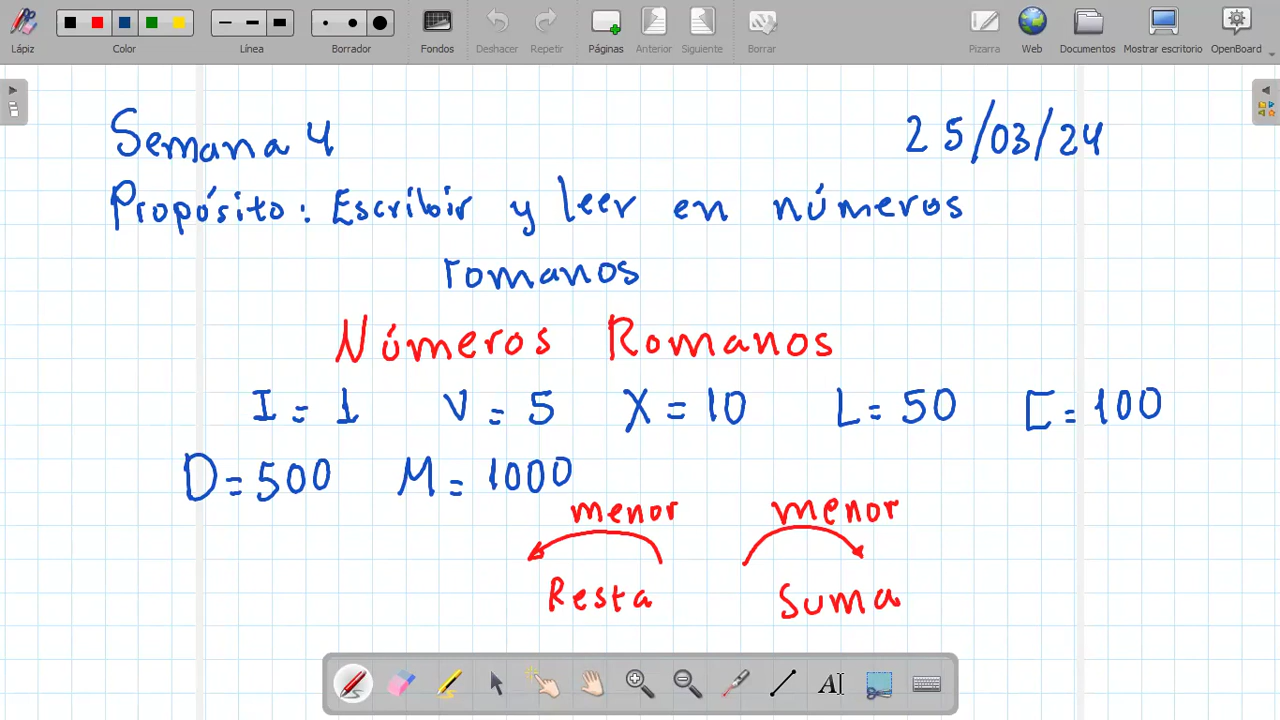 Lápiz Color Línea Borrador Fondos Deshacer Repetir Páginas Anterior Siguiente Borrar Pizarra Web Documentos Mostrar escritorio OpenBoard
Semana 4 25/03/24
Propósito: Escribir y leer en números
romanos
Números Romanos
I = 1 V = 5 X = 10 L = 50 C = 100
D = 500 M = 1000
menor menor
Resta Suma
AI